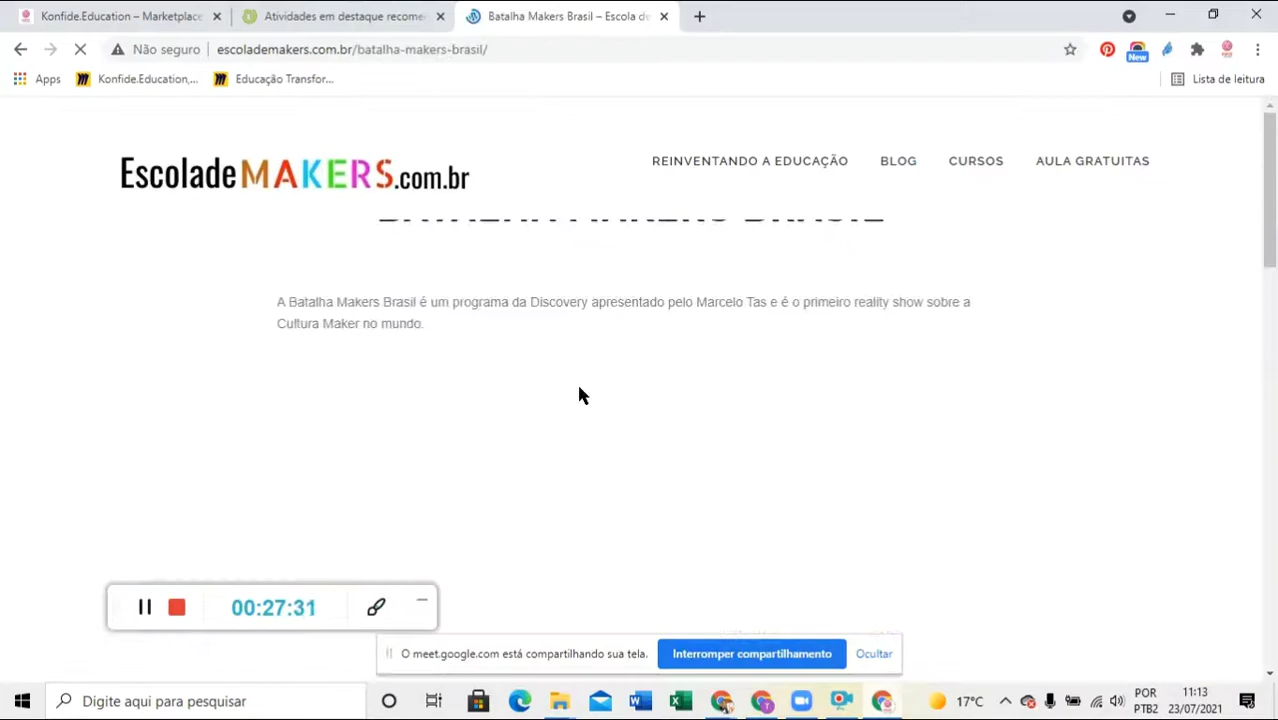 Konfide.Education – Marketplace
Atividades em destaque recome
Batalha Makers Brasil – Escola de
Não seguro
escolademakers.com.br/batalha-makers-brasil/
New
Apps
Konfide.Education,...
Educação Transfor...
Lista de leitura
EscoladeMAKERS.com.br
REINVENTANDO A EDUCAÇÃO
BLOG
CURSOS
AULA GRATUITAS
A Batalha Makers Brasil é um programa da Discovery apresentado pelo Marcelo Tas e é o primeiro reality show sobre a
Cultura Maker no mundo.
00:27:31
O meet.google.com está compartilhando sua tela.
Interromper compartilhamento
Ocultar
Digite aqui para pesquisar
17°C
POR
PTB2
11:13
23/07/2021